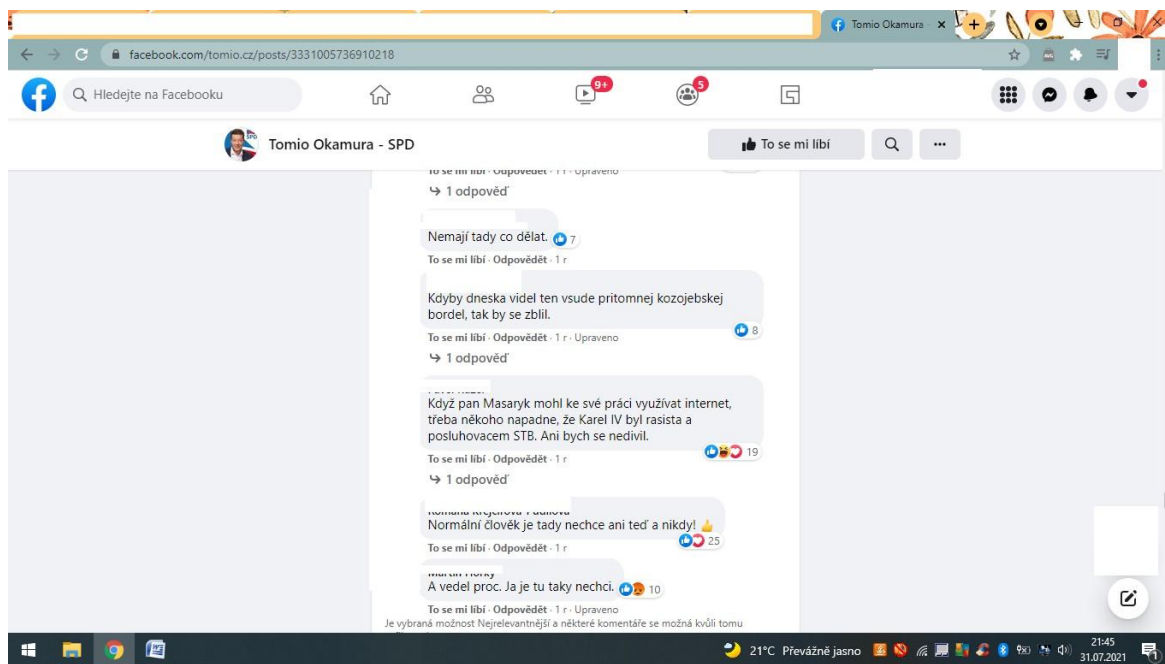 Tomio Okamura
facebook.com/tomio.cz/posts/3331005736910218
Hledejte na Facebooku
9+
5
Tomio Okamura - SPD
To se mi líbí
To se mi líbí · Odpovědět · 1 r · Upraveno
1 odpověď
Nemají tady co dělat.
7
To se mi líbí · Odpovědět · 1 r
Kdyby dneska videl ten vsude pritomnej kozojebskej
bordel, tak by se zblil.
8
To se mi líbí · Odpovědět · 1 r · Upraveno
1 odpověď
Když pan Masaryk mohl ke své práci využívat internet,
třeba někoho napadne, že Karel IV byl rasista a
posluhovacem STB. Ani bych se nedivil.
19
To se mi líbí · Odpovědět · 1 r
1 odpověď
Normální člověk je tady nechce ani teď a nikdy! 👍
25
To se mi líbí · Odpovědět · 1 r
A vedel proc. Ja je tu taky nechci.
10
To se mi líbí · Odpovědět · 1 r · Upraveno
Je vybraná možnost Nejrelevantnější a některé komentáře se možná kvůli tomu
21°C Převážně jasno
21:45
31.07.2021